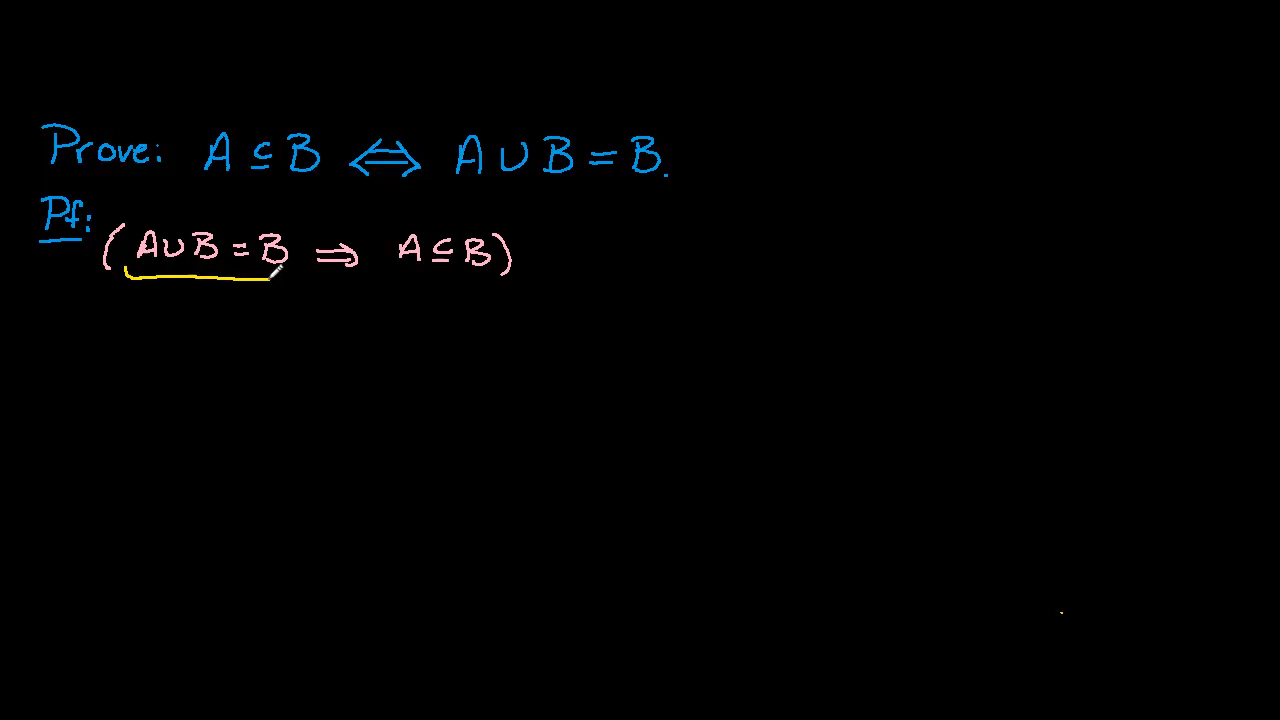 Prove: A ⊆ B ⟺ A ∪ B = B.
Pf:
(A ∪ B = B ⟹ A ⊆ B)